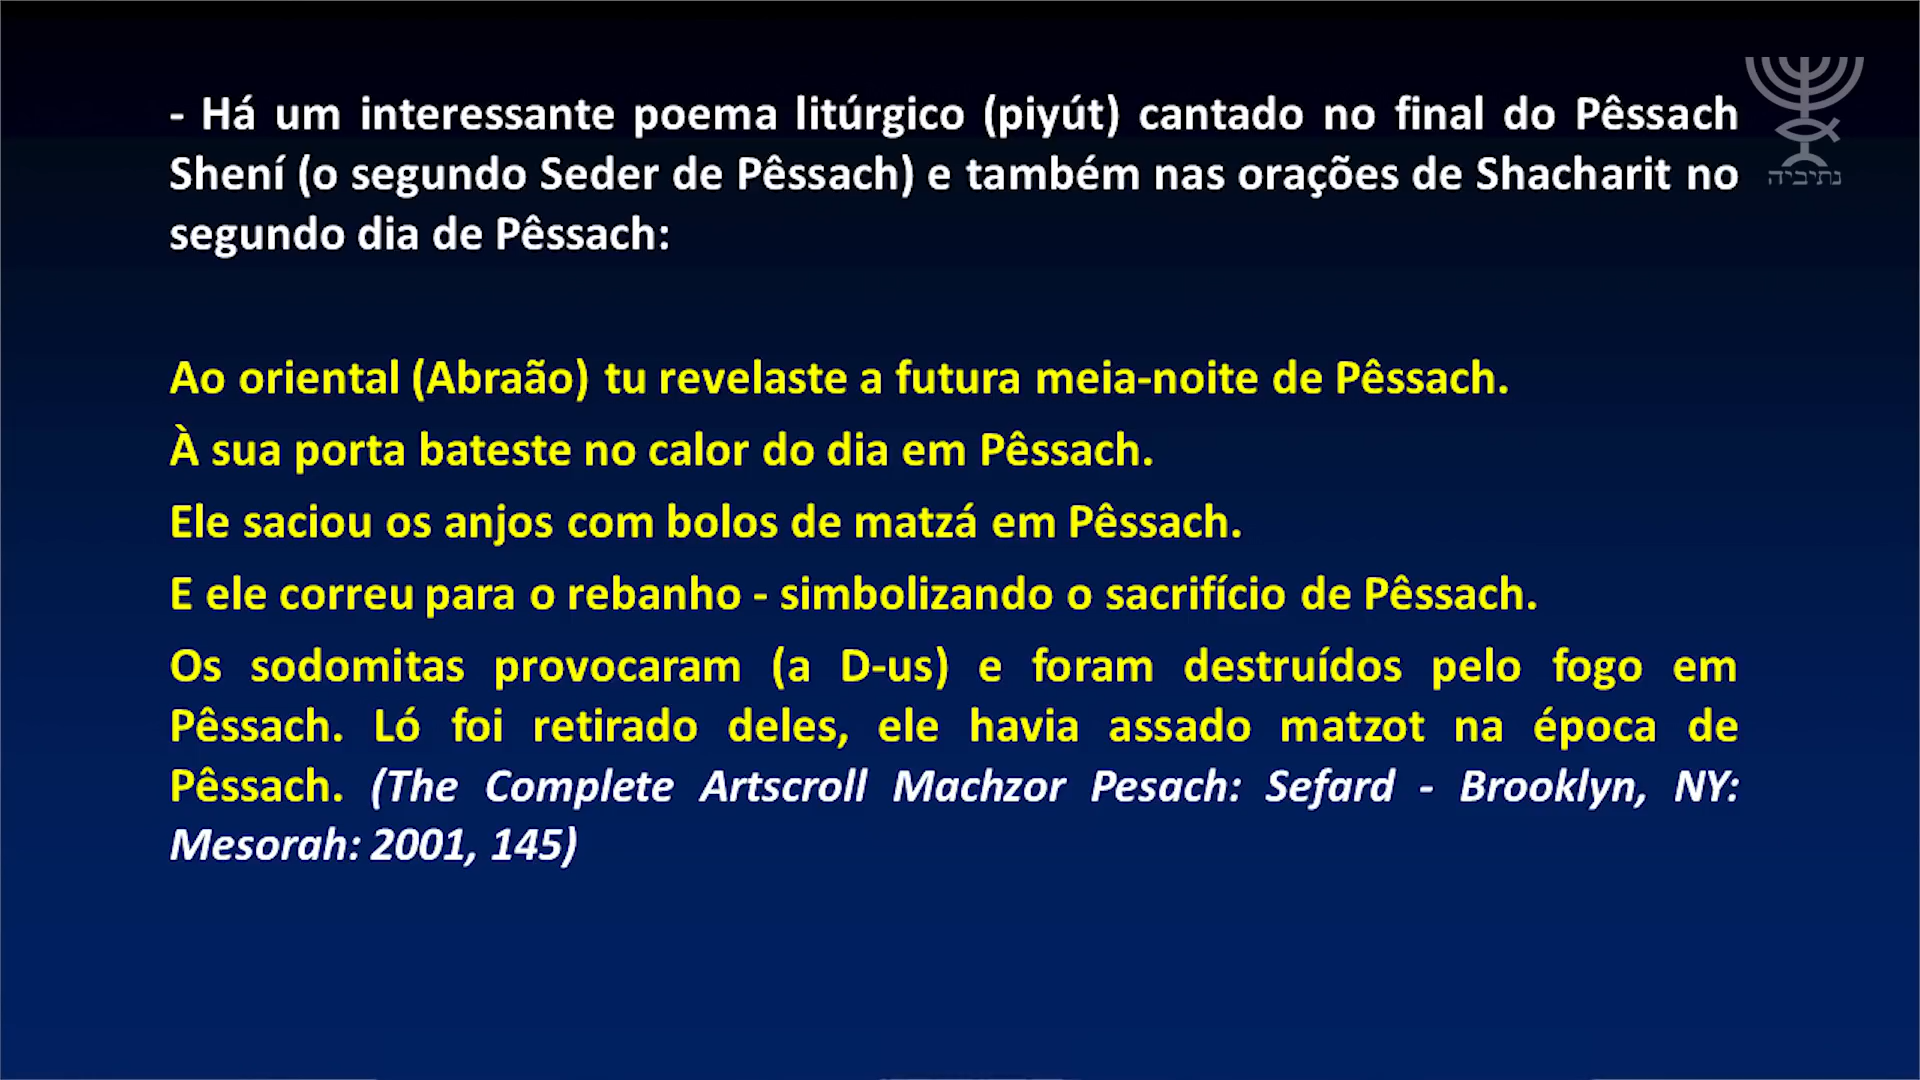 - Há um interessante poema litúrgico (piyút) cantado no final do Pêssach
Shení (o segundo Seder de Pêssach) e também nas orações de Shacharit no
segundo dia de Pêssach:
Ao oriental (Abraão) tu revelaste a futura meia-noite de Pêssach.
À sua porta bateste no calor do dia em Pêssach.
Ele saciou os anjos com bolos de matzá em Pêssach.
E ele correu para o rebanho - simbolizando o sacrifício de Pêssach.
Os sodomitas provocaram (a D-us) e foram destruídos pelo fogo em
Pêssach. Ló foi retirado deles, ele havia assado matzot na época de
Pêssach. (The Complete Artscroll Machzor Pesach: Sefard - Brooklyn, NY:
Mesorah: 2001, 145)
נתיביה